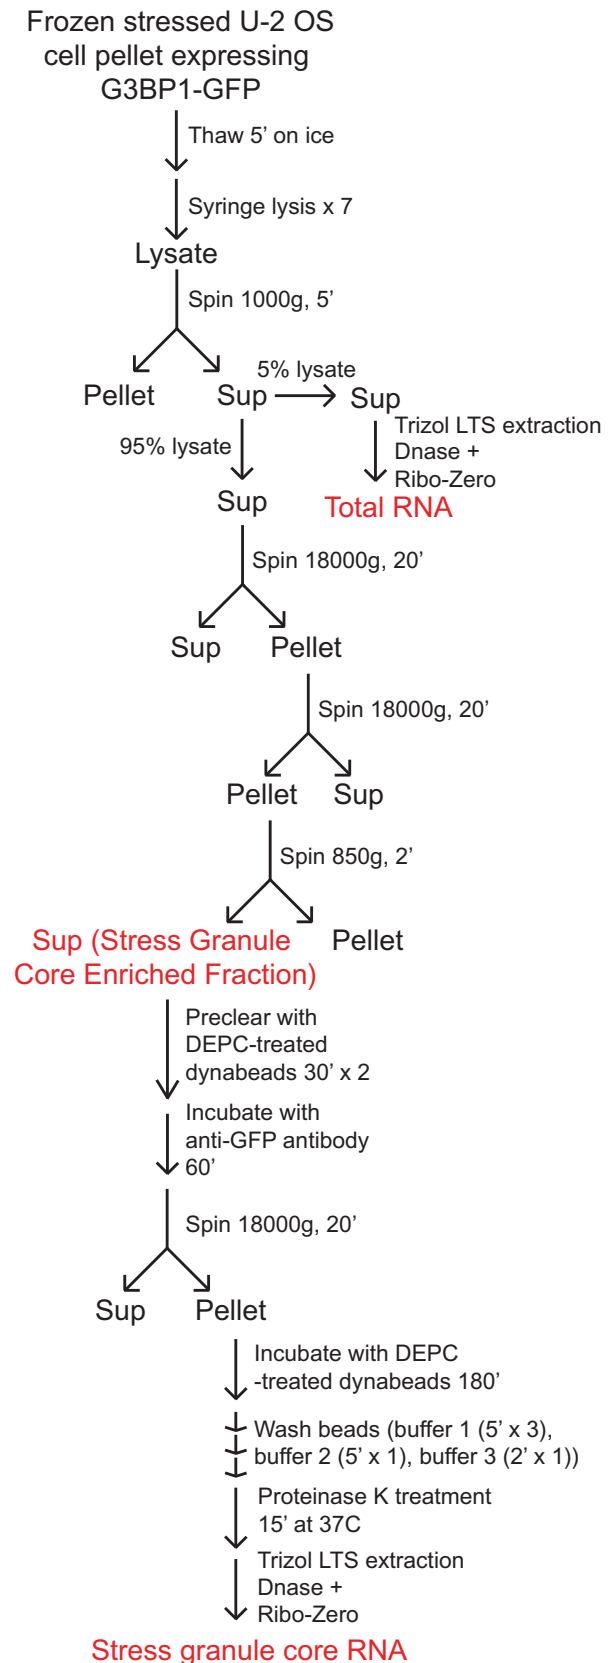 Frozen stressed U-2 OS
cell pellet expressing
G3BP1-GFP
Thaw 5’ on ice
Syringe lysis x 7
Lysate
Spin 1000g, 5’
Pellet
Sup
5% lysate
Sup
95% lysate
Trizol LTS extraction
Dnase +
Ribo-Zero
Sup
Total RNA
Spin 18000g, 20’
Sup
Pellet
Spin 18000g, 20’
Pellet
Sup
Spin 850g, 2’
Sup (Stress Granule
Core Enriched Fraction)
Pellet
Preclear with
DEPC-treated
dynabeads 30’ x 2
Incubate with
anti-GFP antibody
60’
Spin 18000g, 20’
Sup
Pellet
Incubate with DEPC
-treated dynabeads 180’
Wash beads (buffer 1 (5’ x 3),
buffer 2 (5’ x 1), buffer 3 (2’ x 1))
Proteinase K treatment
15’ at 37C
Trizol LTS extraction
Dnase +
Ribo-Zero
Stress granule core RNA